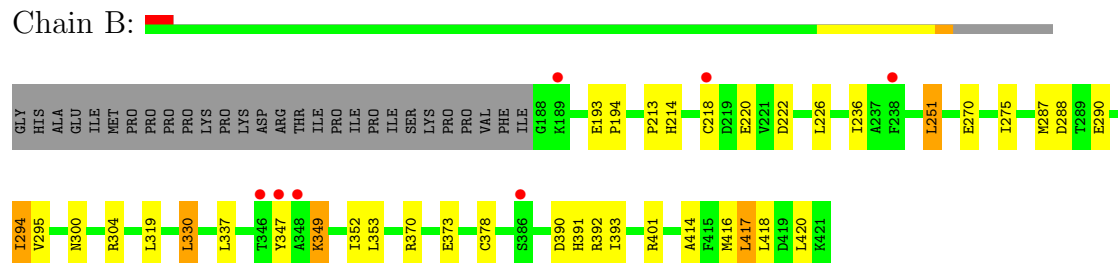 Chain B:
GLY HIS ALA GLU ILE MET PRO PRO PRO PRO LYS PRO LYS ASP ARG THR ILE PRO ILE PRO ILE SER LYS PRO PRO VAL PHE ILE G188 K189 E193 P194 P213 H214 C218 D219 E220 V221 D222 L226 I236 A237 F238 L251 E270 I275 M287 D288 T289 E290
I294 V295 N300 R304 L319 L330 L337 T346 Y347 A348 K349 I352 L353 R370 E373 C378 S386 D390 H391 R392 I393 R401 A414 F415 M416 L417 L418 D419 L420 K421